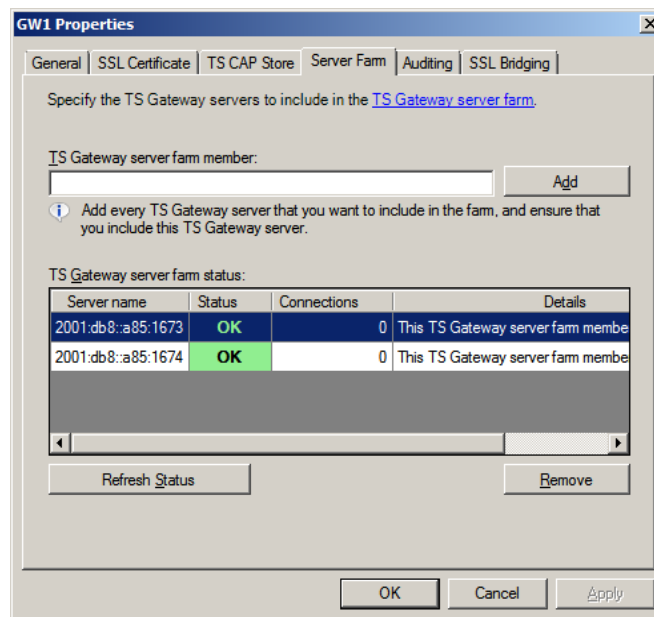 GW1 Properties
General SSL Certificate TS CAP Store Server Farm Auditing SSL Bridging
Specify the TS Gateway servers to include in the TS Gateway server farm.
TS Gateway server farm member:
Add
Add every TS Gateway server that you want to include in the farm, and ensure that
you include this TS Gateway server.
TS Gateway server farm status:
Server name Status Connections Details
2001:db8::a85:1673 OK 0 This TS Gateway server farm membe
2001:db8::a85:1674 OK 0 This TS Gateway server farm membe
Refresh Status Remove
OK Cancel Apply